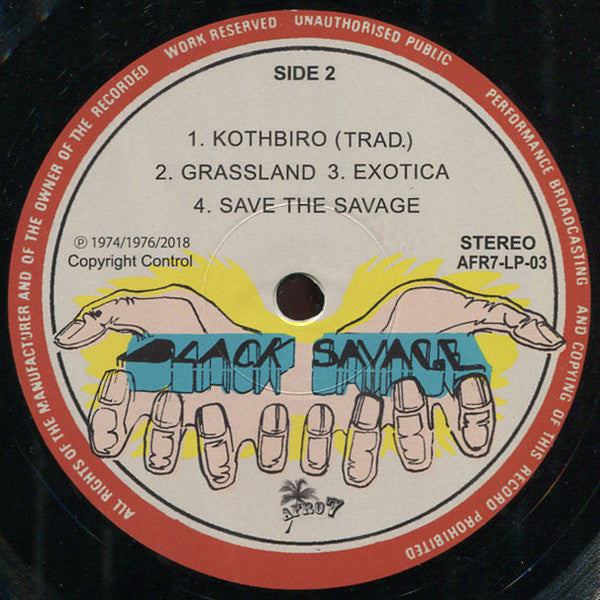 ALL RIGHTS OF THE MANUFACTURER AND OF THE OWNER OF THE RECORDED WORK RESERVED UNAUTHORISED PUBLIC PERFORMANCE BROADCASTING AND COPYING OF THIS RECORD PROHIBITED
SIDE 2
1. KOTHBIRO (TRAD.)
2. GRASSLAND 3. EXOTICA
4. SAVE THE SAVAGE
℗ 1974/1976/2018
Copyright Control
STEREO
AFR7-LP-03
BLACK SAVAGE
AFRO 7